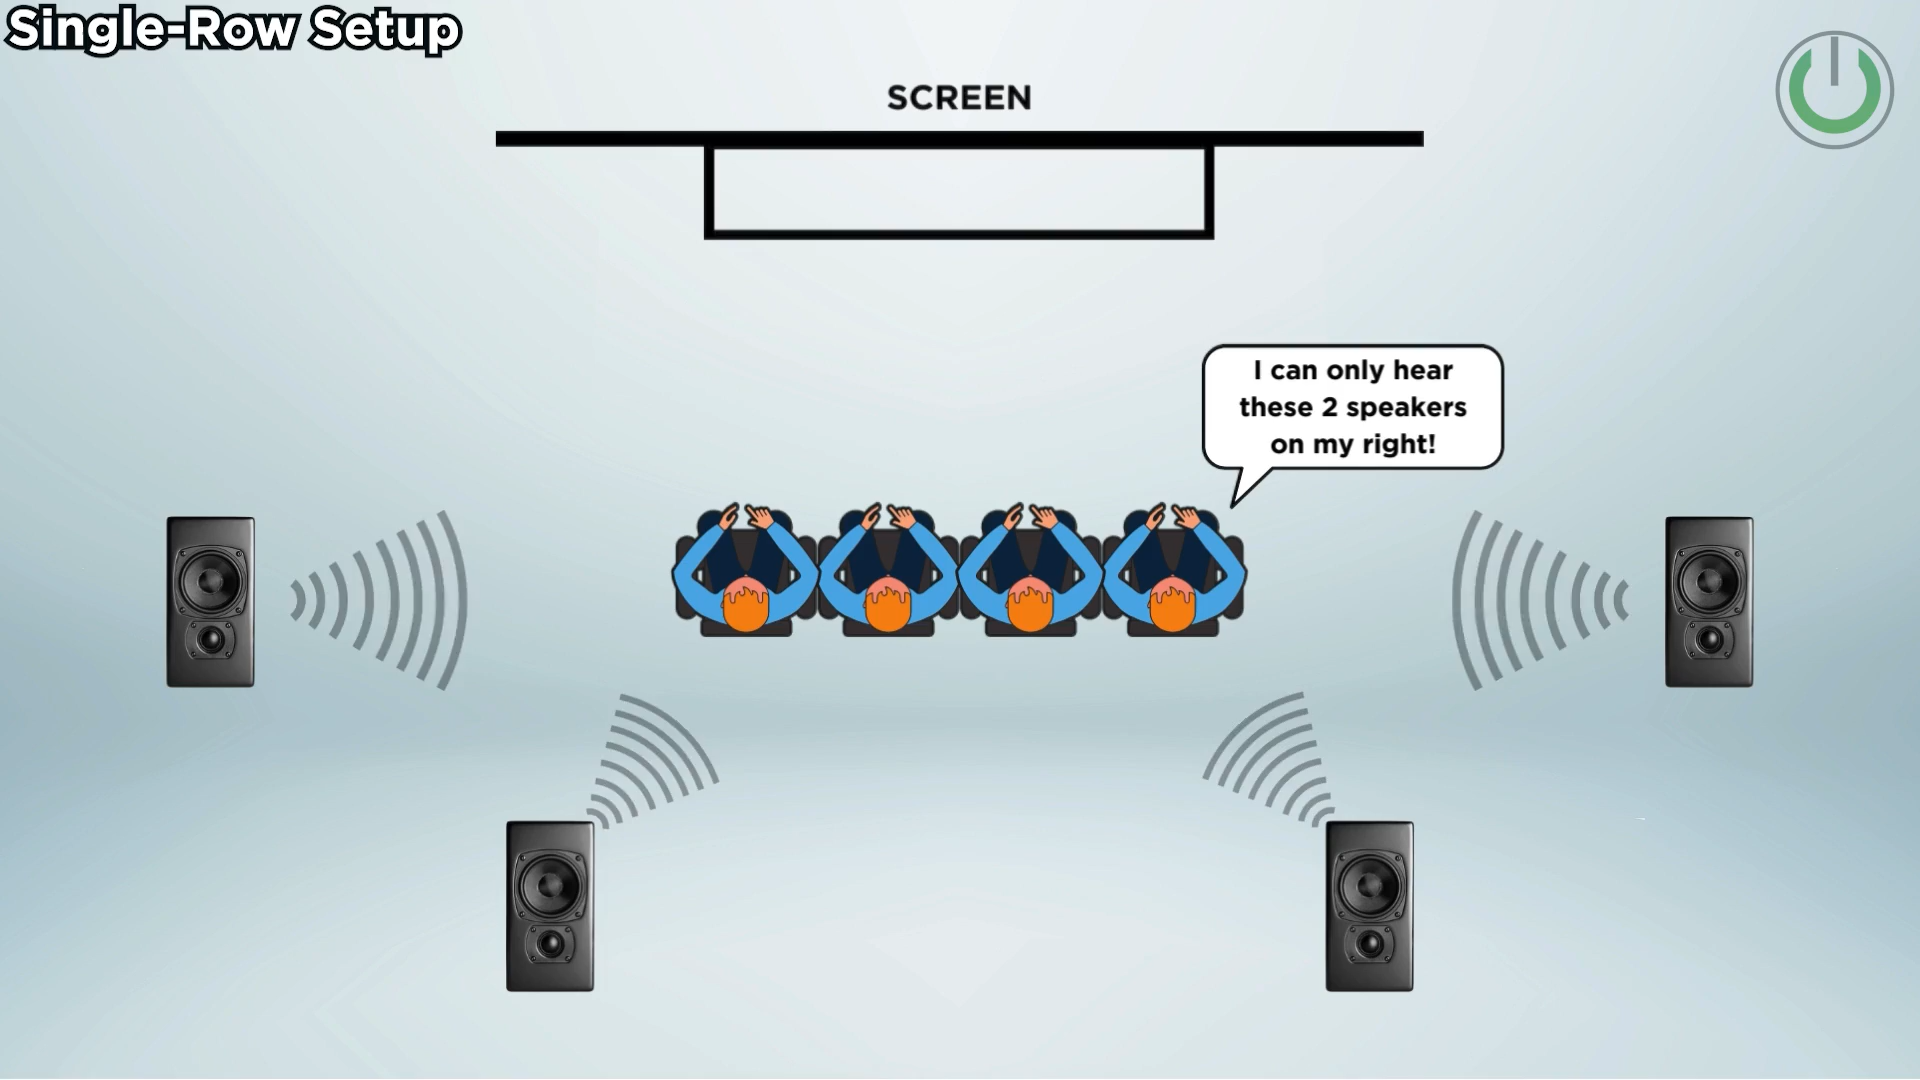 Single-Row Setup
SCREEN
I can only hear
these 2 speakers
on my right!